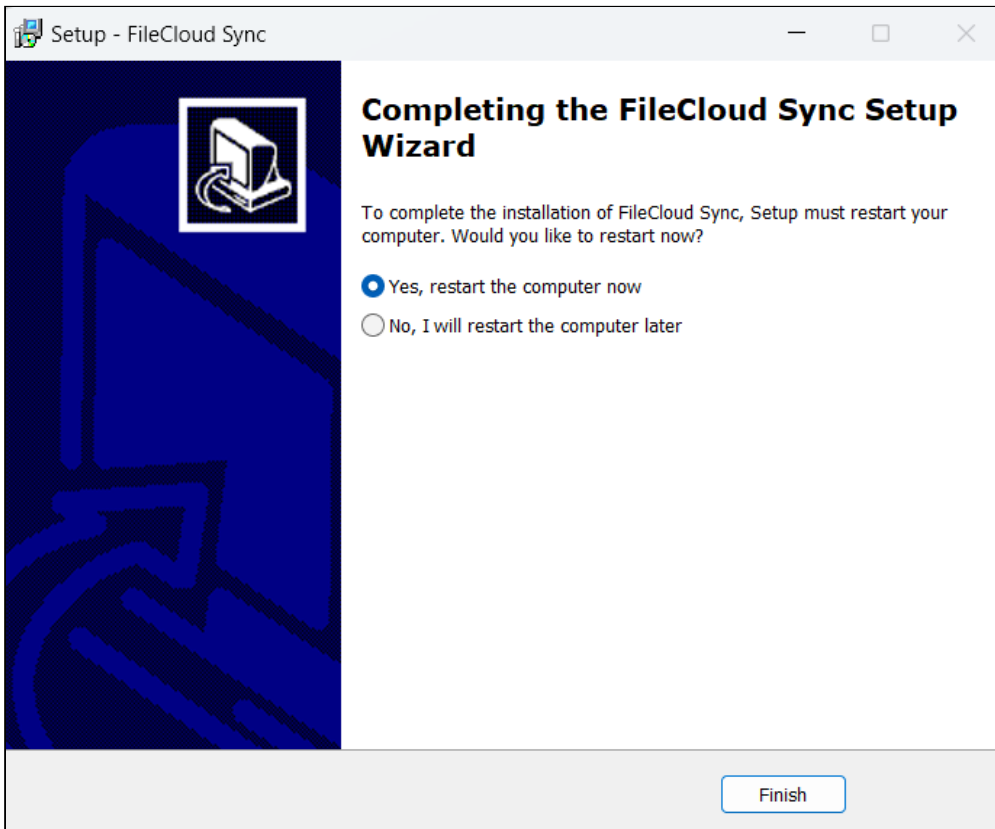 Setup - FileCloud Sync
Completing the FileCloud Sync Setup
Wizard
To complete the installation of FileCloud Sync, Setup must restart your
computer. Would you like to restart now?
Yes, restart the computer now
No, I will restart the computer later
Finish